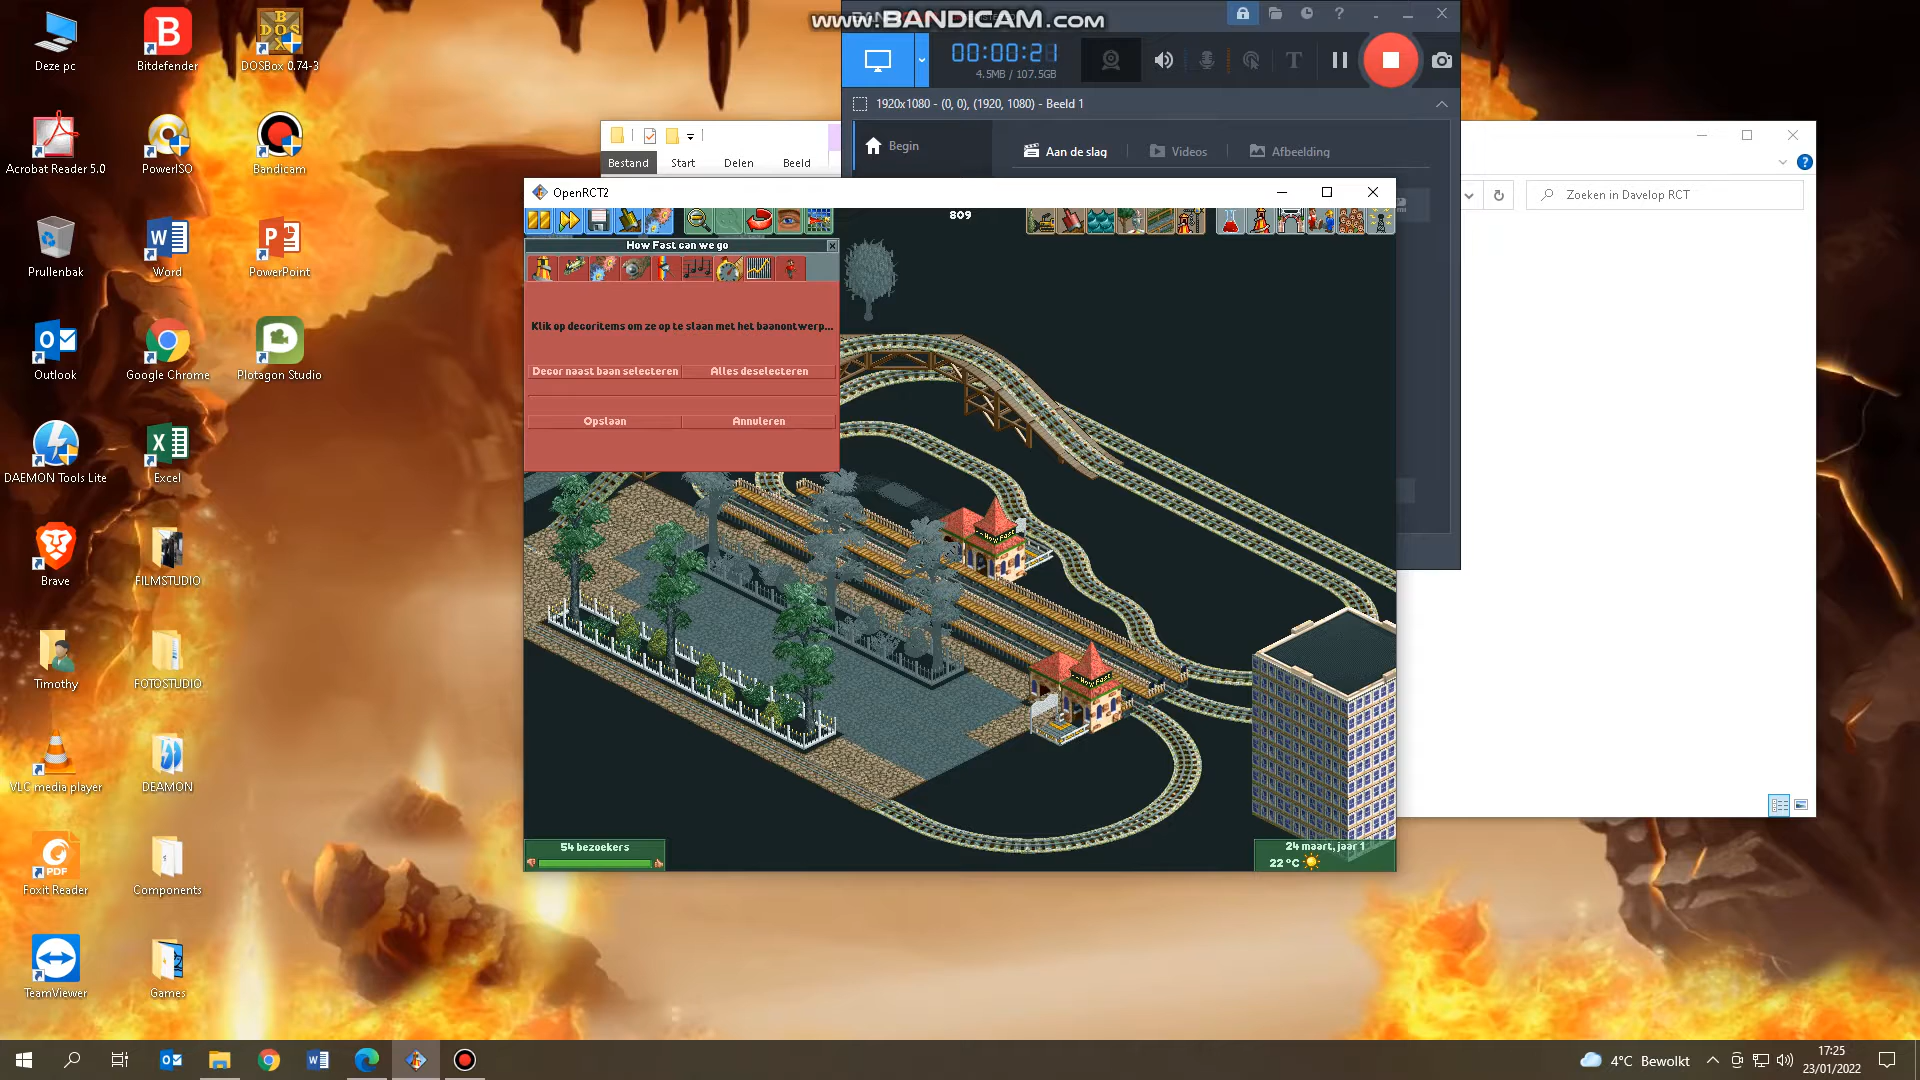 www.BANDICAM.com
00:00:21
4.5MB / 107.5GB
1920x1080 - (0, 0), (1920, 1080) - Beeld 1
Begin
Aan de slag
Videos
Afbeelding
Bestand
Start
Delen
Beeld
Zoeken in Davelop RCT
OpenRCT2
809
How Fast can we go
Klik op decoritems om ze op te slaan met het baanontwerp...
Decor naast baan selecteren
Alles deselecteren
Opslaan
Annuleren
How Fast
How Fast
54 bezoekers
24 maart, jaar 1
22 °C
Deze pc
Bitdefender
DOSBox 0.74-3
Acrobat Reader 5.0
PowerISO
Bandicam
Prullenbak
Word
PowerPoint
Outlook
Google Chrome
Plotagon Studio
DAEMON Tools Lite
Excel
Brave
FILMSTUDIO
Timothy
FOTOSTUDIO
VLC media player
DEAMON
Foxit Reader
Components
TeamViewer
Games
4°C Bewolkt
17:25
23/01/2022